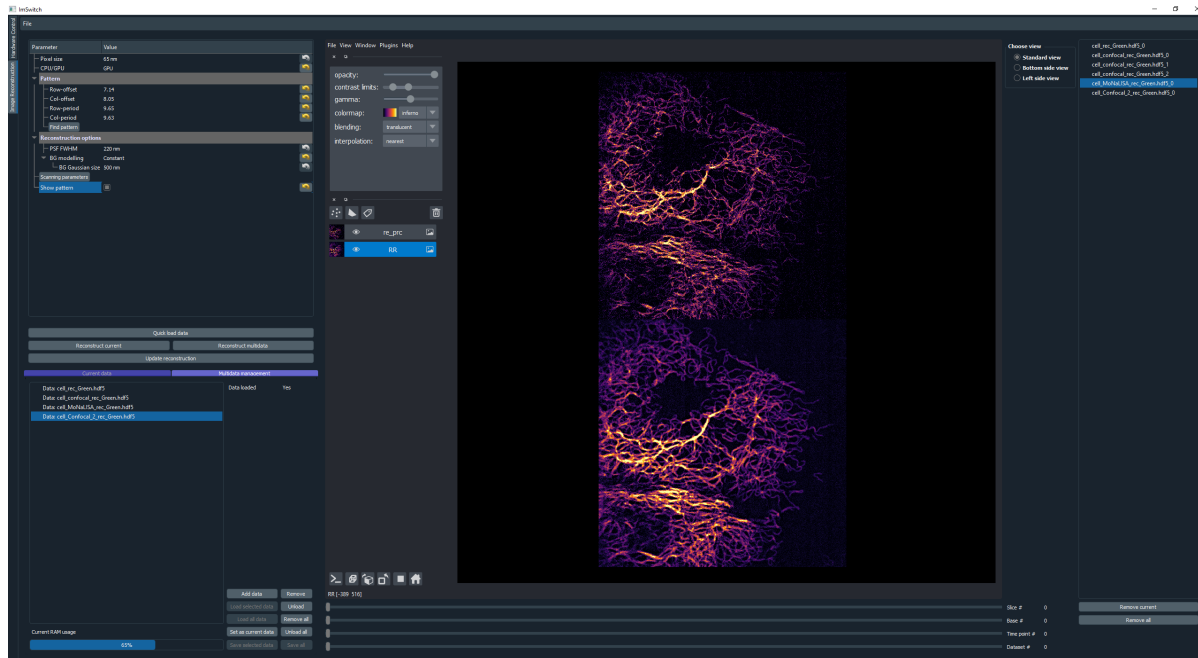 ImSwitch
File
Hardware Control
Image Reconstruction
Parameter Value
Pixel size 65 nm
CPU/GPU GPU
Pattern
Row-offset 7.14
Col-offset 8.05
Row-period 9.65
Col-period 9.63
Find pattern
Reconstruction options
PSF FWHM 220 nm
BG modelling Constant
BG Gaussian size 500 nm
Scanning parameters
Show pattern
Quick load data
Reconstruct current Reconstruct multidata
Update reconstruction
Current data Multidata management
Data: cell_rec_Green.hdf5
Data: cell_confocal_rec_Green.hdf5
Data: cell_MoNaLISA_rec_Green.hdf5
Data: cell_Confocal_2_rec_Green.hdf5
Data loaded Yes
Add data Remove
Load selected data Unload
Load all data Remove all
Set as current data Unload all
Save selected data Save all
Current RAM usage:
65%
File View Window Plugins Help
opacity:
contrast limits:
gamma:
colormap: inferno
blending: translucent
interpolation: nearest
re_prc
RR
RR [-389 516]
Slice # 0
Base # 0
Time point # 0
Dataset # 0
Choose view
Standard view
Bottom side view
Left side view
cell_rec_Green.hdf5_0
cell_confocal_rec_Green.hdf5_0
cell_confocal_rec_Green.hdf5_1
cell_confocal_rec_Green.hdf5_2
cell_MoNaLISA_rec_Green.hdf5_0
cell_Confocal_2_rec_Green.hdf5_0
Remove current
Remove all